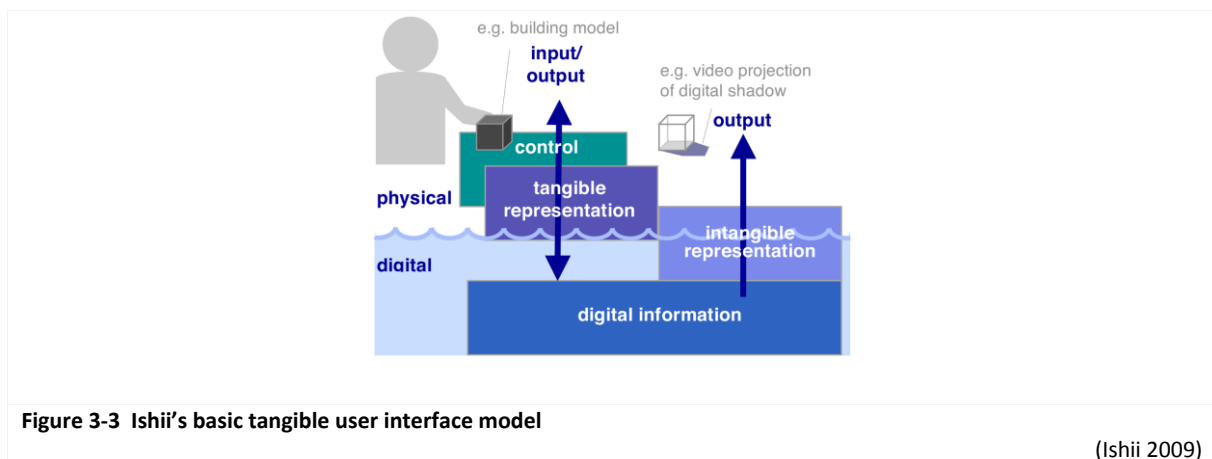 e.g. building model
input/
output
e.g. video projection
of digital shadow
output
control
tangible
representation
physical
intangible
representation
digital
digital information
Figure 3-3 Ishii’s basic tangible user interface model
(Ishii 2009)